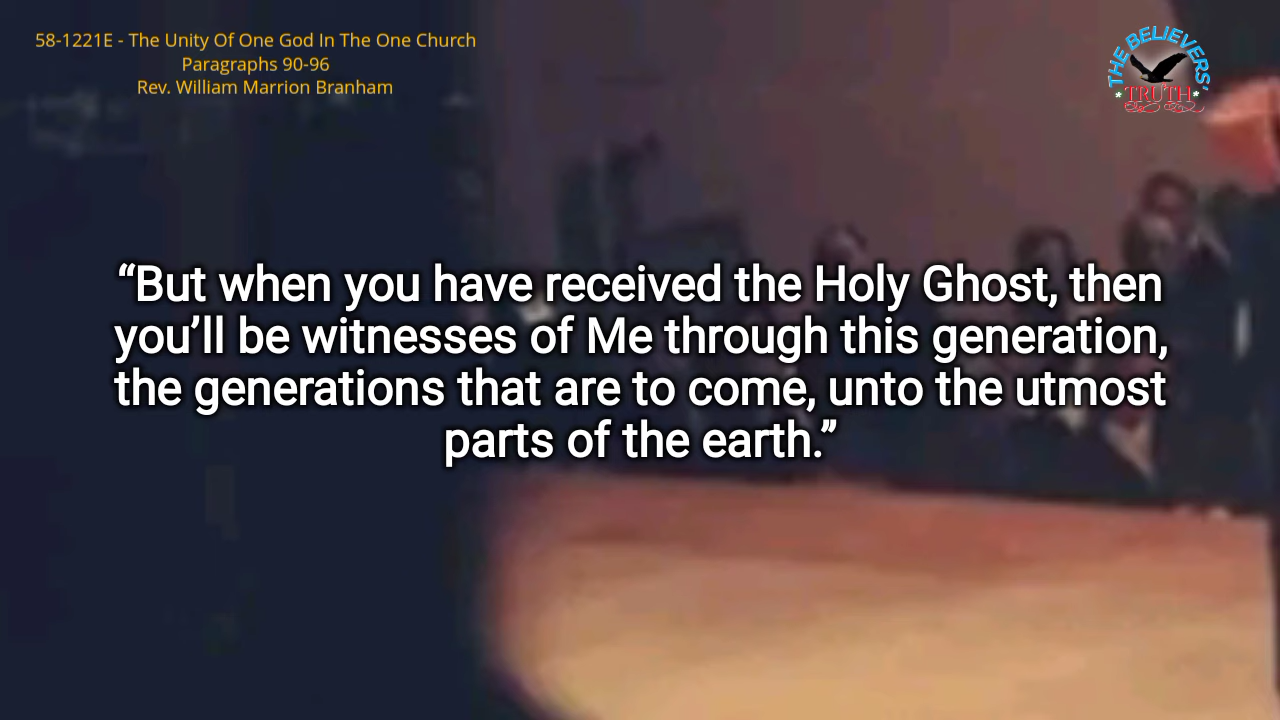 58-1221E - The Unity Of One God In The One Church
Paragraphs 90-96
Rev. William Marrion Branham
THE BELIEVERS'
*TRUTH*
“But when you have received the Holy Ghost, then
you’ll be witnesses of Me through this generation,
the generations that are to come, unto the utmost
parts of the earth.”